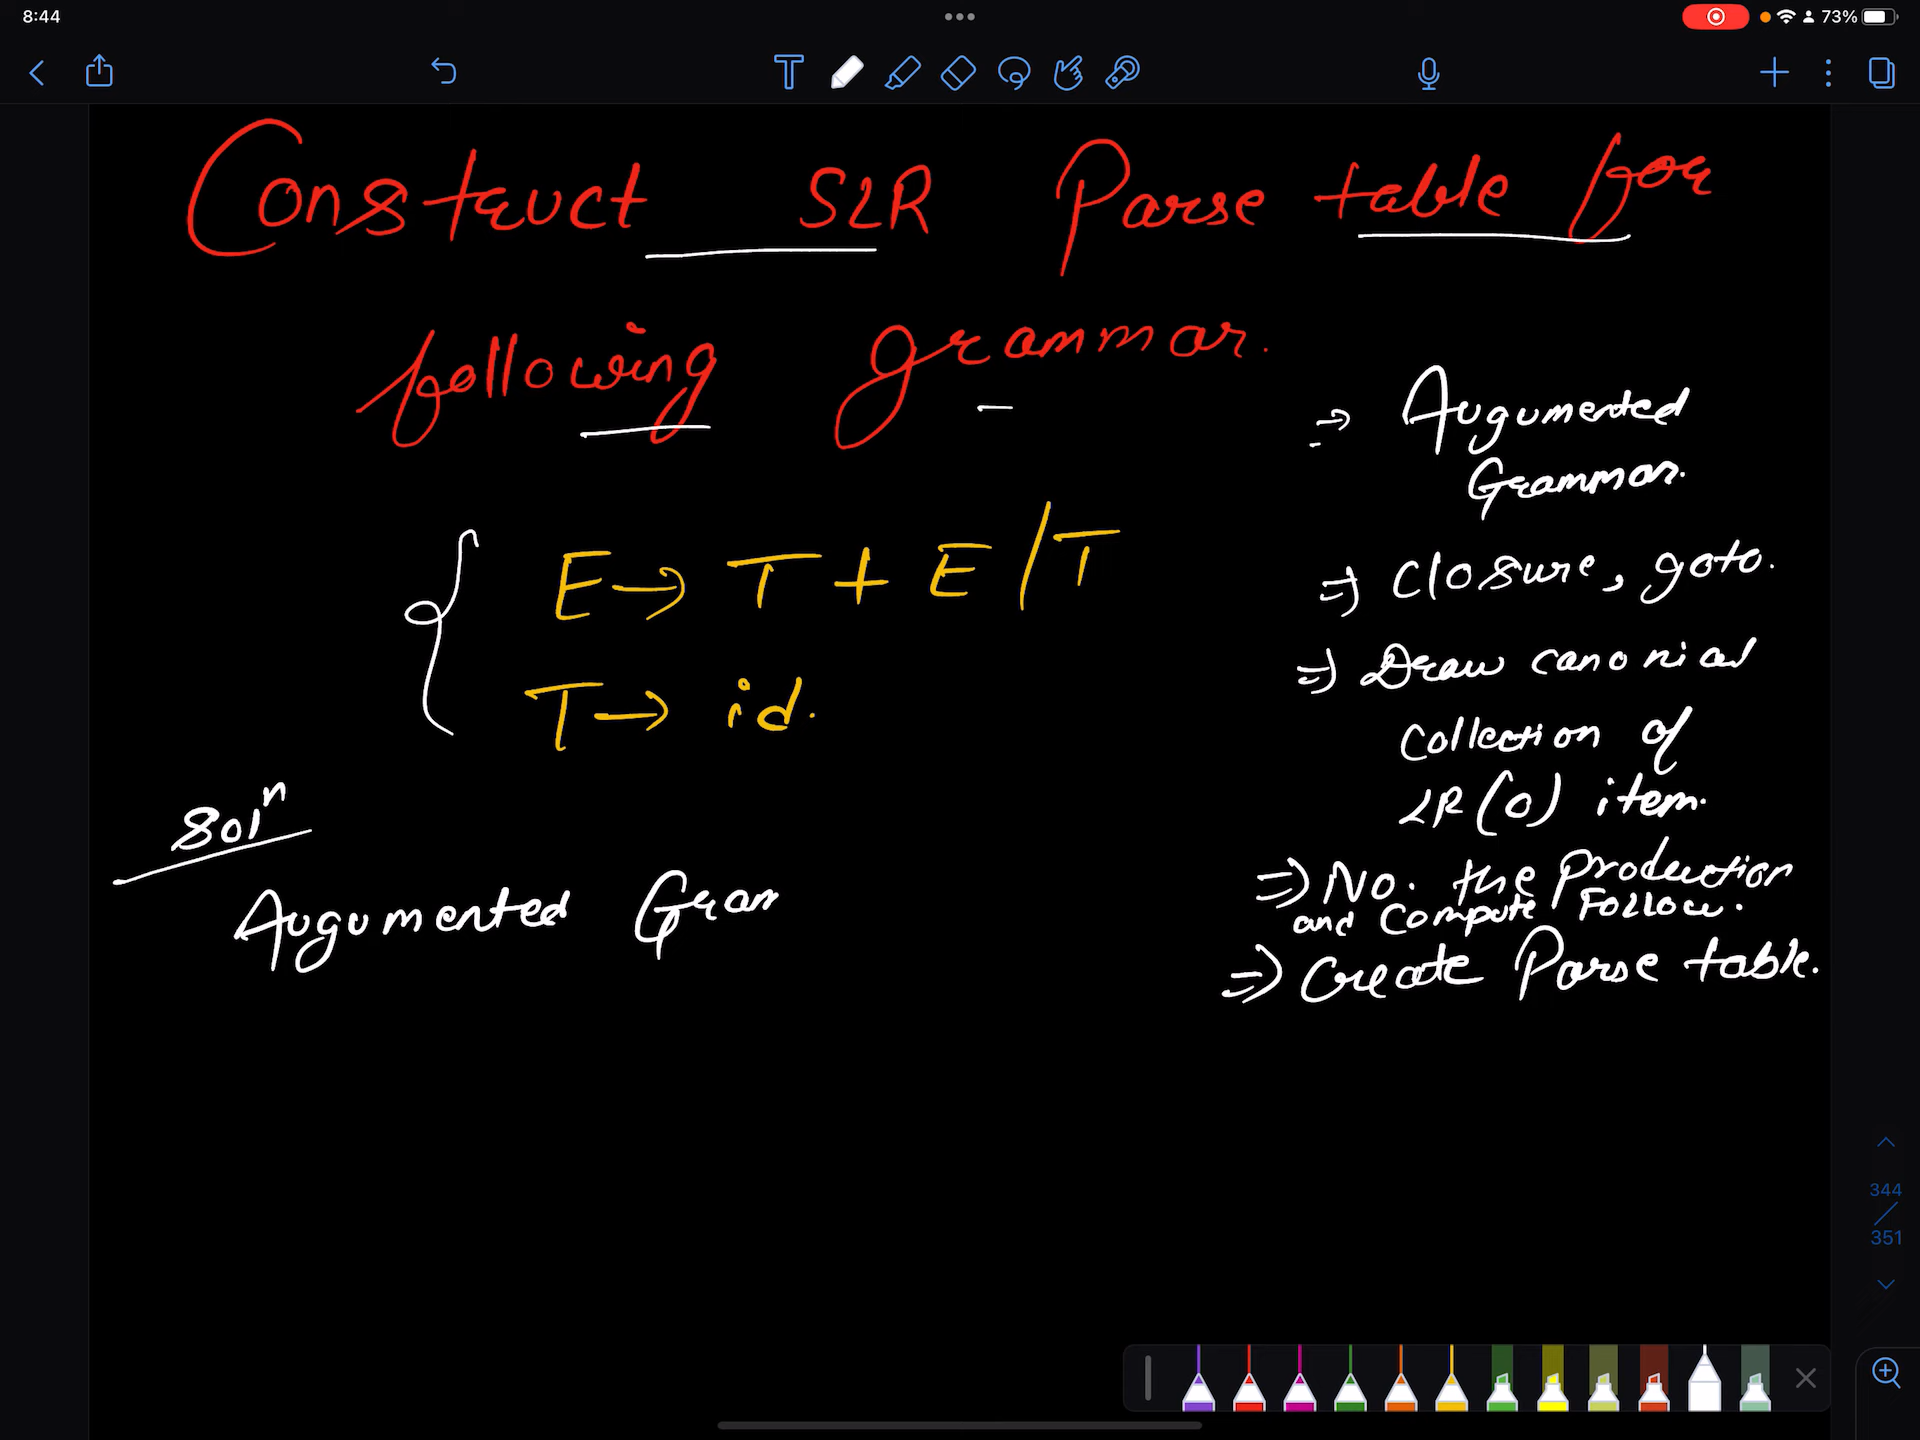 8:44
73%
Construct SLR Parse table for
following grammar.
E → T + E / T
T → id.
Solⁿ
Augumented Gram
⇒ Augumented
Grammar.
⇒ Closure, goto.
⇒ Draw canonical
Collection of
LR(0) item.
⇒ No. the Production
and Compute Follow.
⇒ Create Parse table.
344
351